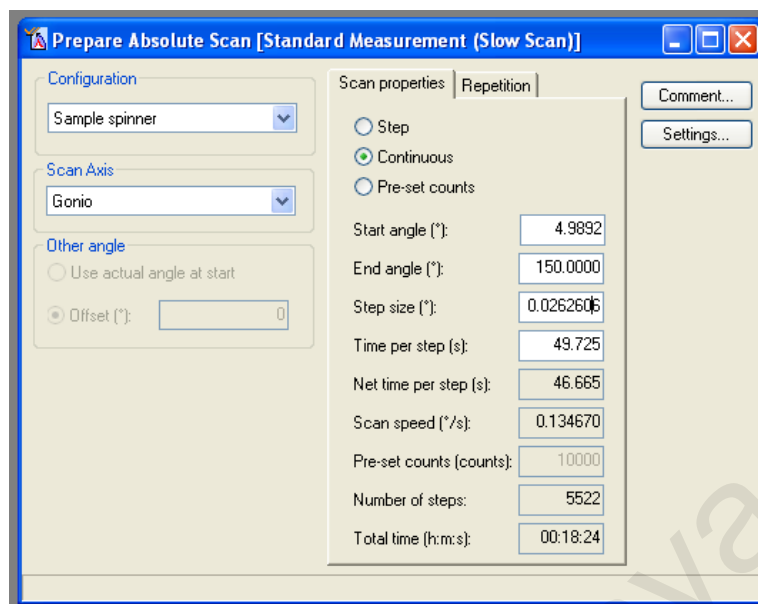 Prepare Absolute Scan [Standard Measurement (Slow Scan)]
Configuration
Sample spinner
Scan Axis
Gonio
Other angle
Use actual angle at start
Offset (°): 0
Scan properties Repetition
Step
Continuous
Pre-set counts
Start angle (°): 4.9892
End angle (°): 150.0000
Step size (°): 0.0262606
Time per step (s): 49.725
Net time per step (s): 46.665
Scan speed (°/s): 0.134670
Pre-set counts (counts): 10000
Number of steps: 5522
Total time (h:m:s): 00:18:24
Comment...
Settings...